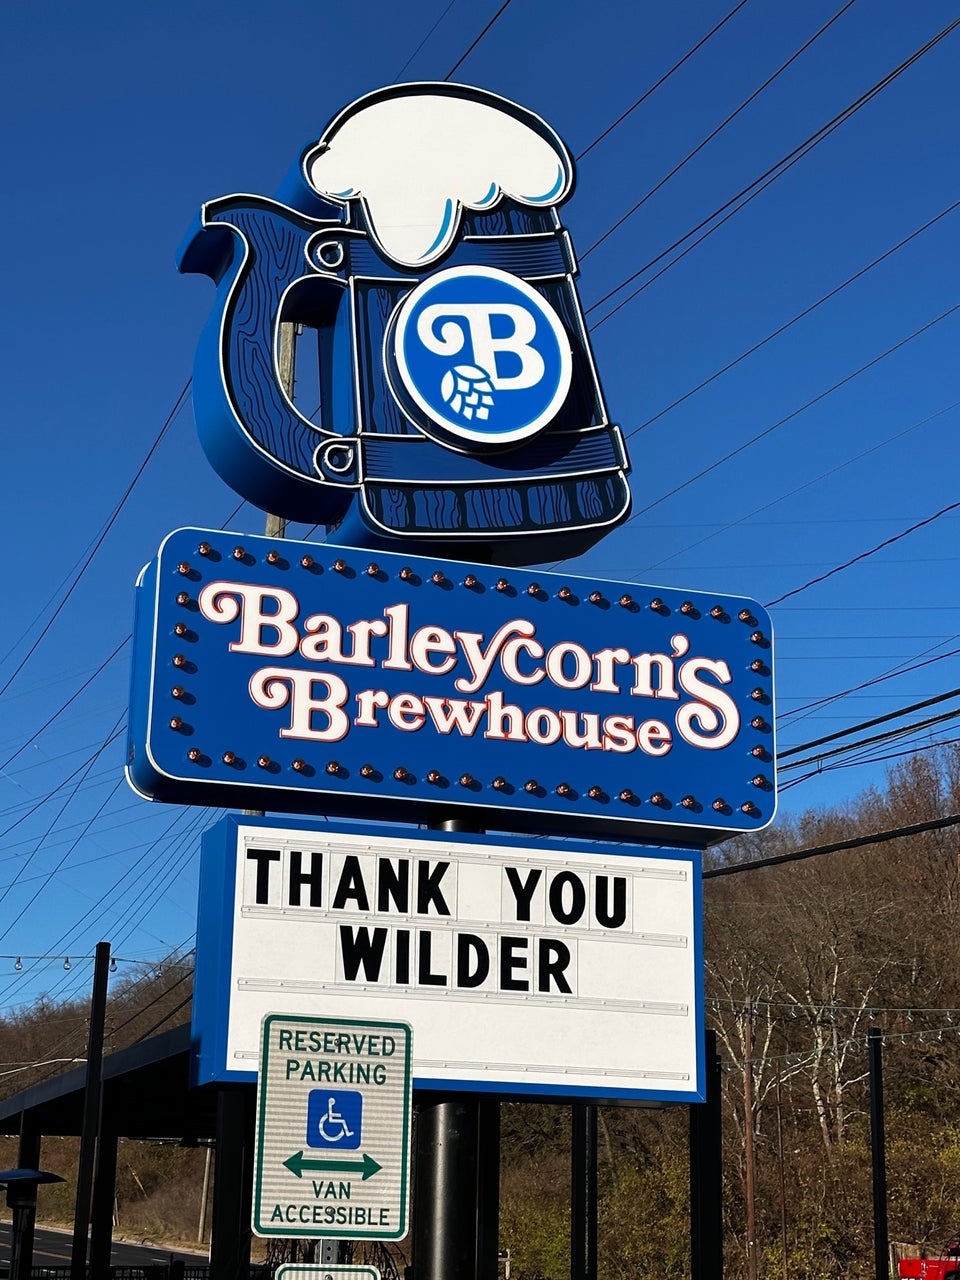 B
Barleycorn's
Brewhouse
THANK YOU
WILDER
RESERVED
PARKING
VAN
ACCESSIBLE